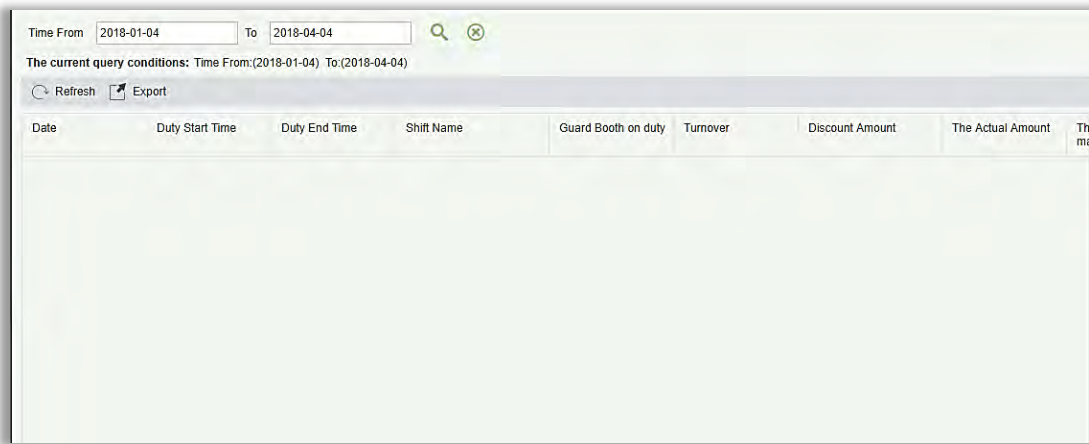 Time From 2018-01-04 To 2018-04-04
The current query conditions: Time From:(2018-01-04) To:(2018-04-04)
Refresh Export
Date Duty Start Time Duty End Time Shift Name Guard Booth on duty Turnover Discount Amount The Actual Amount